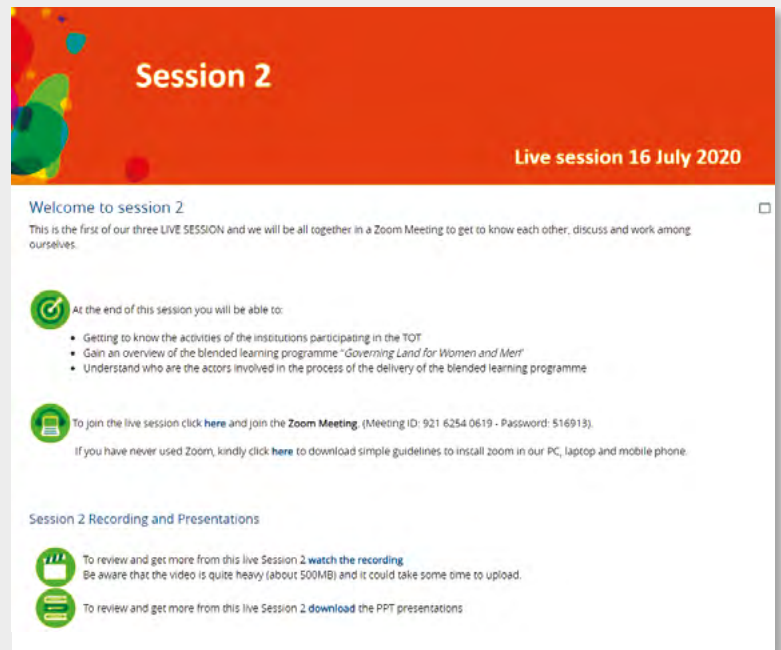 Session 2
Live session 16 July 2020
Welcome to session 2
This is the first of our three LIVE SESSION and we will be all together in a Zoom Meeting to get to know each other, discuss and work among
ourselves.
At the end of this session you will be able to:
• Getting to know the activities of the institutions participating in the TOT
• Gain an overview of the blended learning programme "Governing Land for Women and Men"
• Understand who are the actors involved in the process of the delivery of the blended learning programme
To join the live session click here and join the Zoom Meeting. (Meeting ID: 921 6254 0619 - Password: 516913).
If you have never used Zoom, kindly click here to download simple guidelines to install zoom in our PC, laptop and mobile phone.
Session 2 Recording and Presentations
To review and get more from this live Session 2 watch the recording
Be aware that the video is quite heavy (about 500MB) and it could take some time to upload.
To review and get more from this live Session 2 download the PPT presentations